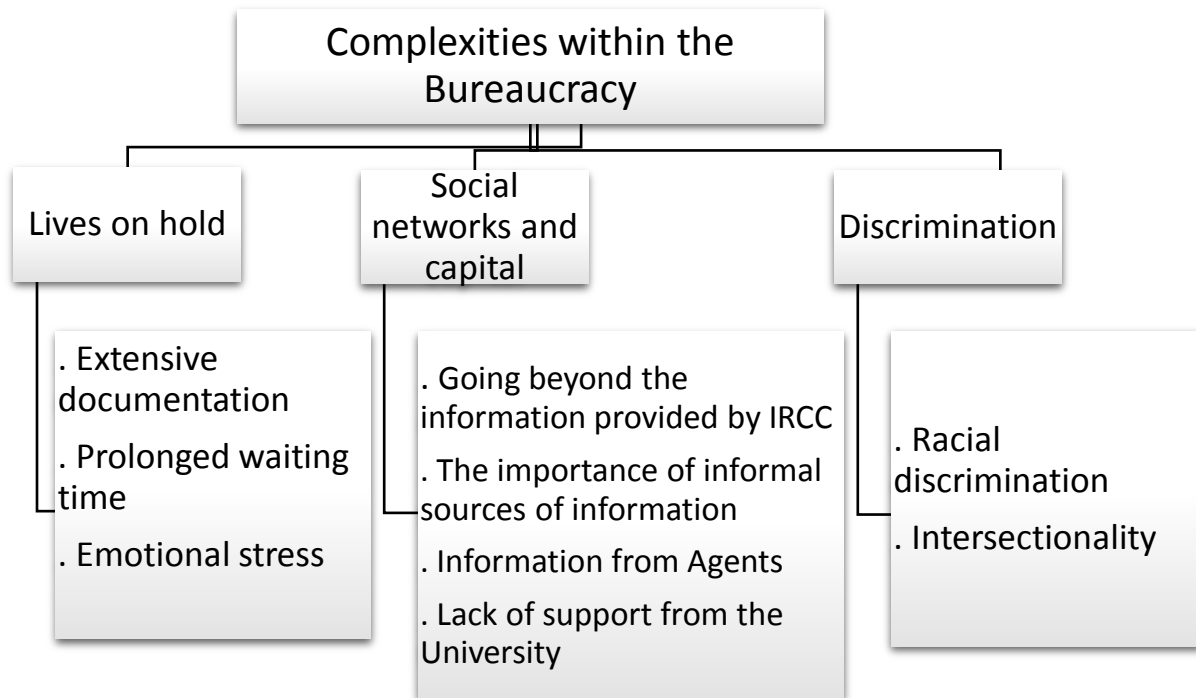 Complexities within the
Bureaucracy
Lives on hold
Social
networks and
capital
Discrimination
. Extensive
documentation
. Prolonged waiting
time
. Emotional stress
. Going beyond the
information provided by IRCC
. The importance of informal
sources of information
. Information from Agents
. Lack of support from the
University
. Racial
discrimination
. Intersectionality